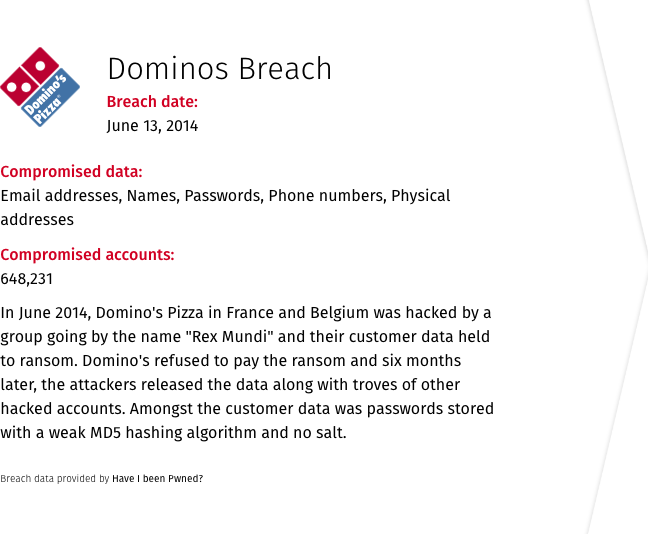 Domino's
Pizza
Dominos Breach
Breach date:
June 13, 2014
Compromised data:
Email addresses, Names, Passwords, Phone numbers, Physical
addresses
Compromised accounts:
648,231
In June 2014, Domino's Pizza in France and Belgium was hacked by a
group going by the name "Rex Mundi" and their customer data held
to ransom. Domino's refused to pay the ransom and six months
later, the attackers released the data along with troves of other
hacked accounts. Amongst the customer data was passwords stored
with a weak MD5 hashing algorithm and no salt.
Breach data provided by Have I been Pwned?